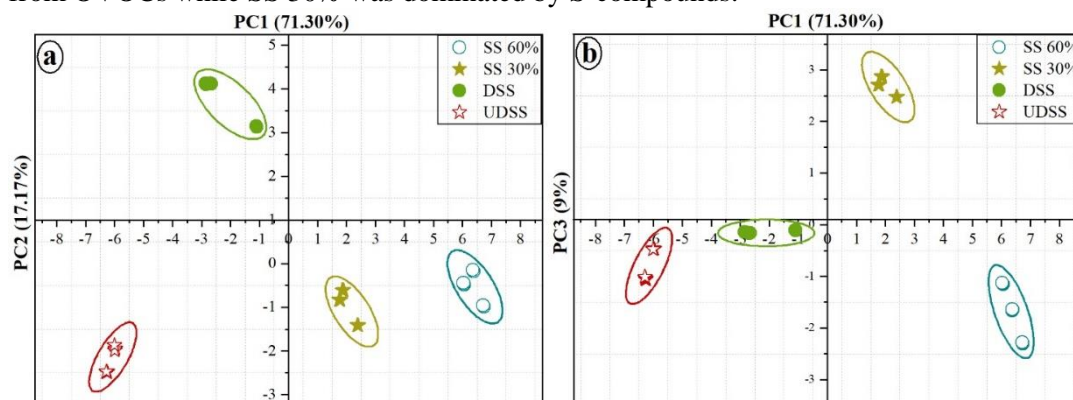 from OVOCs while SS 30% was dominated by S-compounds.
PC1 (71.30%)
a
SS 60%
SS 30%
DSS
UDSS
PC2 (17.17%)
5
4
3
2
1
-8 -7 -6 -5 -4 -3 -2 -1 0 1 2 3 4 5 6 7 8
0
-1
-2
-3
PC1 (71.30%)
b
SS 60%
SS 30%
DSS
UDSS
PC3 (9%)
3
2
1
-8 -7 -6 -5 -4 -3 -2 -1 0 1 2 3 4 5 6 7 8
-1
-2
-3